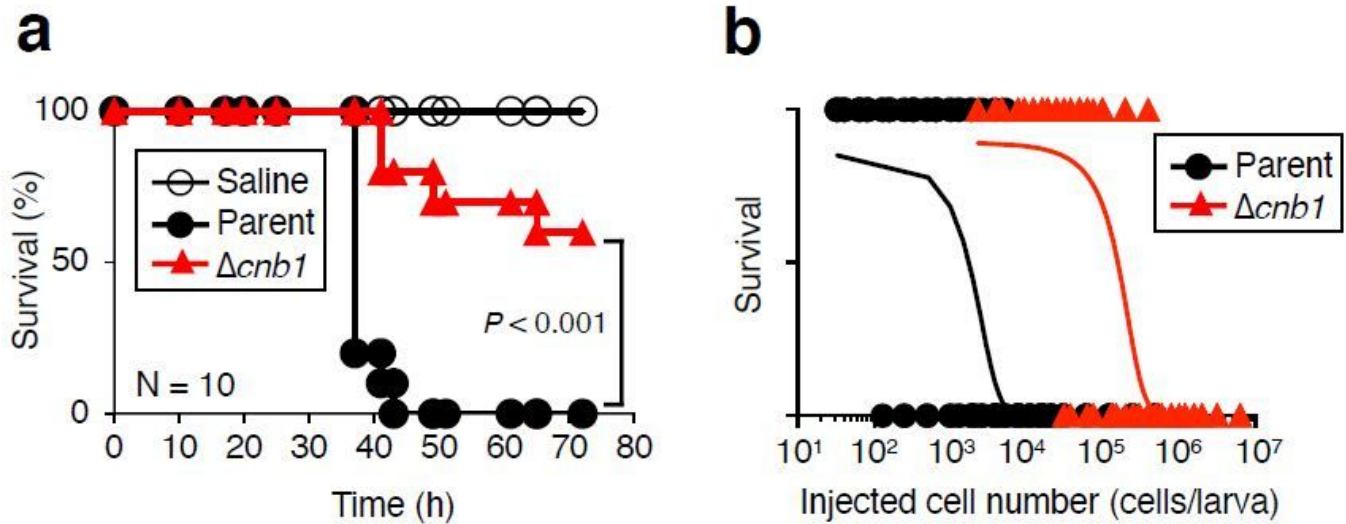 a
100
50
0
Survival (%)
Saline
Parent
Δcnb1
N = 10
P < 0.001
0 10 20 30 40 50 60 70 80
Time (h)
b
Survival
Parent
Δcnb1
10¹ 10² 10³ 10⁴ 10⁵ 10⁶ 10⁷
Injected cell number (cells/larva)